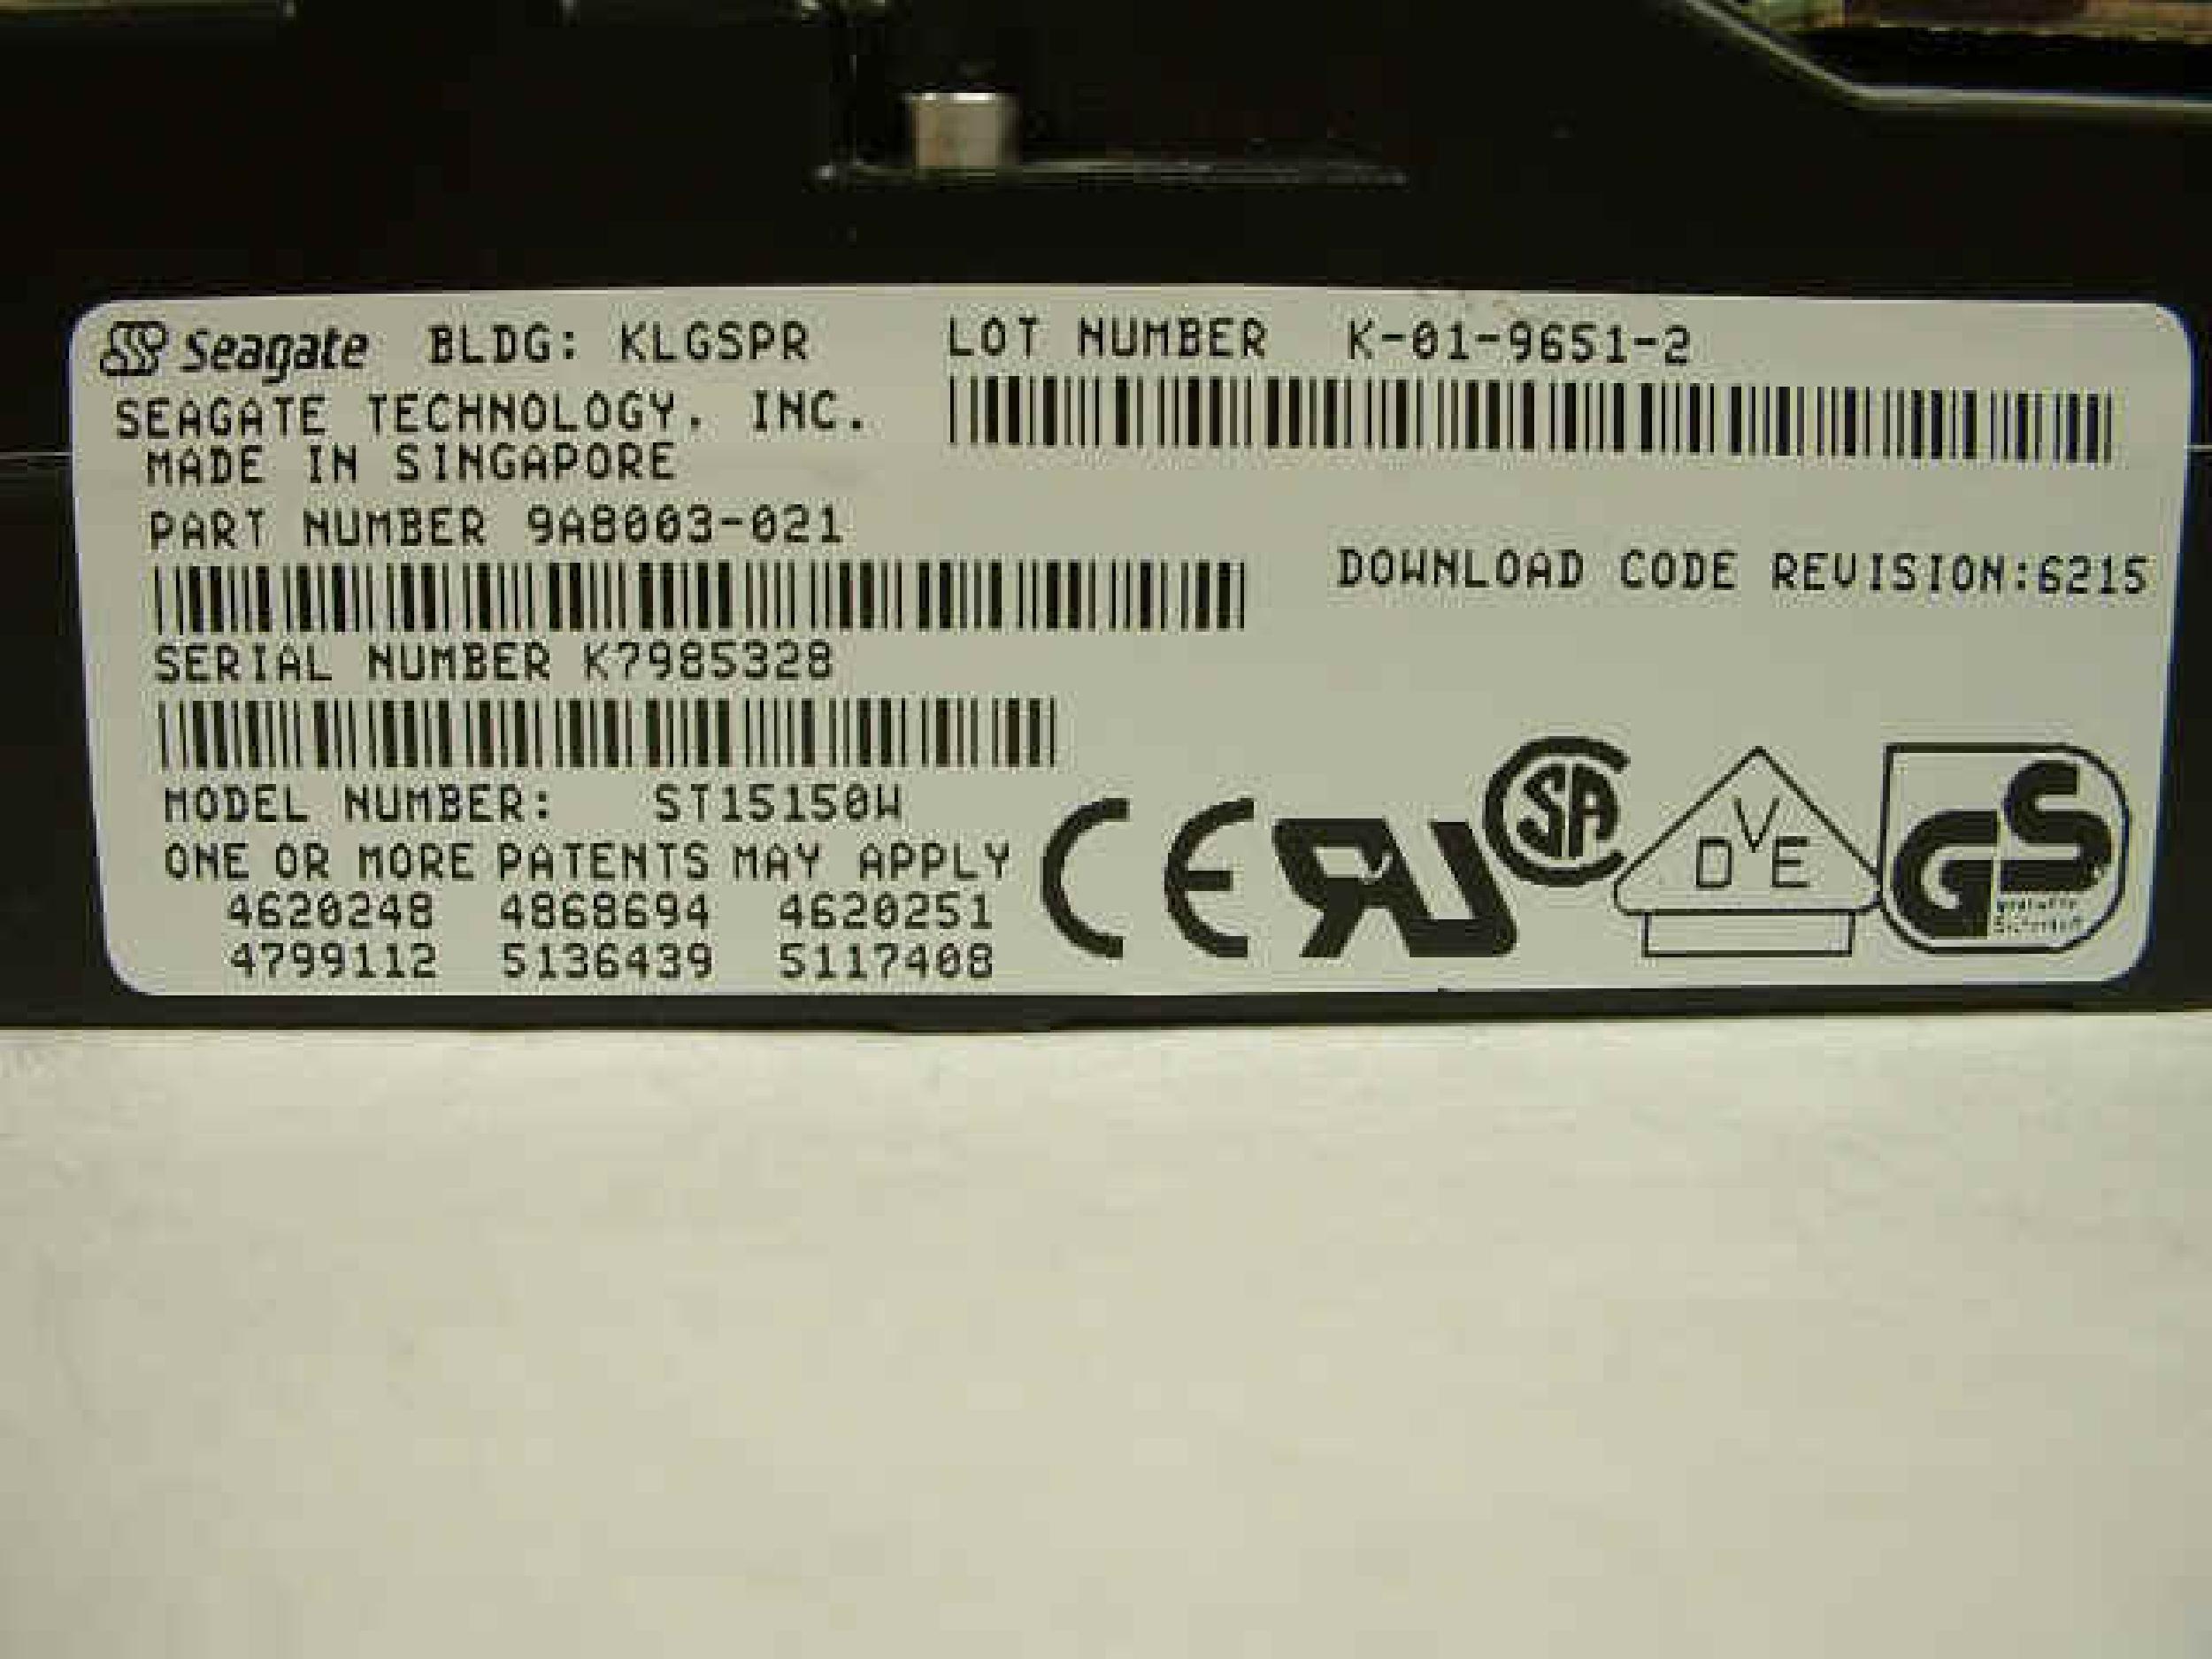 Seagate BLDG: KLGSPR
SEAGATE TECHNOLOGY, INC.
MADE IN SINGAPORE
LOT NUMBER K-01-9651-2
PART NUMBER 9A8003-021
DOWNLOAD CODE REVISION:6215
SERIAL NUMBER K7985328
MODEL NUMBER: ST15150W
ONE OR MORE PATENTS MAY APPLY
4620248 4868694 4620251
4799112 5136439 5117408
CE
SA
DVE
GS